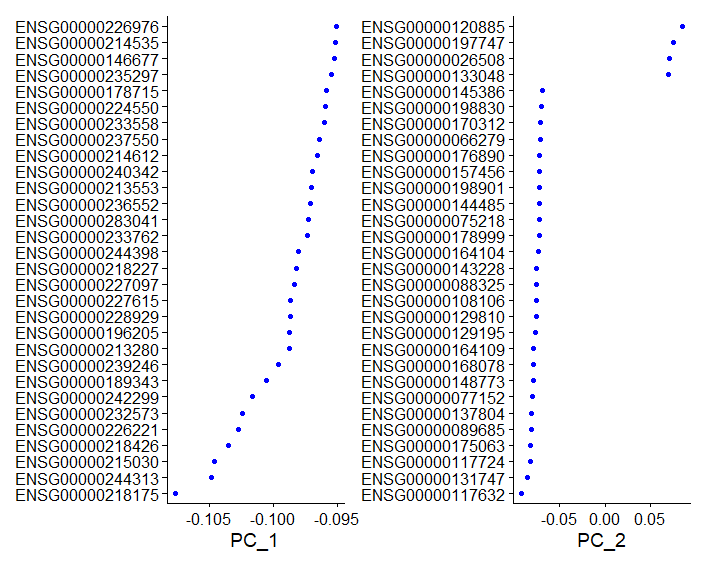 ENSG00000226976
ENSG00000214535
ENSG00000146677
ENSG00000235297
ENSG00000178715
ENSG00000224550
ENSG00000233558
ENSG00000237550
ENSG00000214612
ENSG00000240342
ENSG00000213553
ENSG00000236552
ENSG00000283041
ENSG00000233762
ENSG00000244398
ENSG00000218227
ENSG00000227097
ENSG00000227615
ENSG00000228929
ENSG00000196205
ENSG00000213280
ENSG00000239246
ENSG00000189343
ENSG00000242299
ENSG00000232573
ENSG00000226221
ENSG00000218426
ENSG00000215030
ENSG00000244313
ENSG00000218175
-0.105 -0.100 -0.095
PC_1
ENSG00000120885
ENSG00000197747
ENSG00000026508
ENSG00000133048
ENSG00000145386
ENSG00000198830
ENSG00000170312
ENSG00000066279
ENSG00000176890
ENSG00000157456
ENSG00000198901
ENSG00000144485
ENSG00000075218
ENSG00000178999
ENSG00000164104
ENSG00000143228
ENSG00000088325
ENSG00000108106
ENSG00000129810
ENSG00000129195
ENSG00000164109
ENSG00000168078
ENSG00000148773
ENSG00000077152
ENSG00000137804
ENSG00000089685
ENSG00000175063
ENSG00000117724
ENSG00000131747
ENSG00000117632
-0.05 0.00 0.05
PC_2